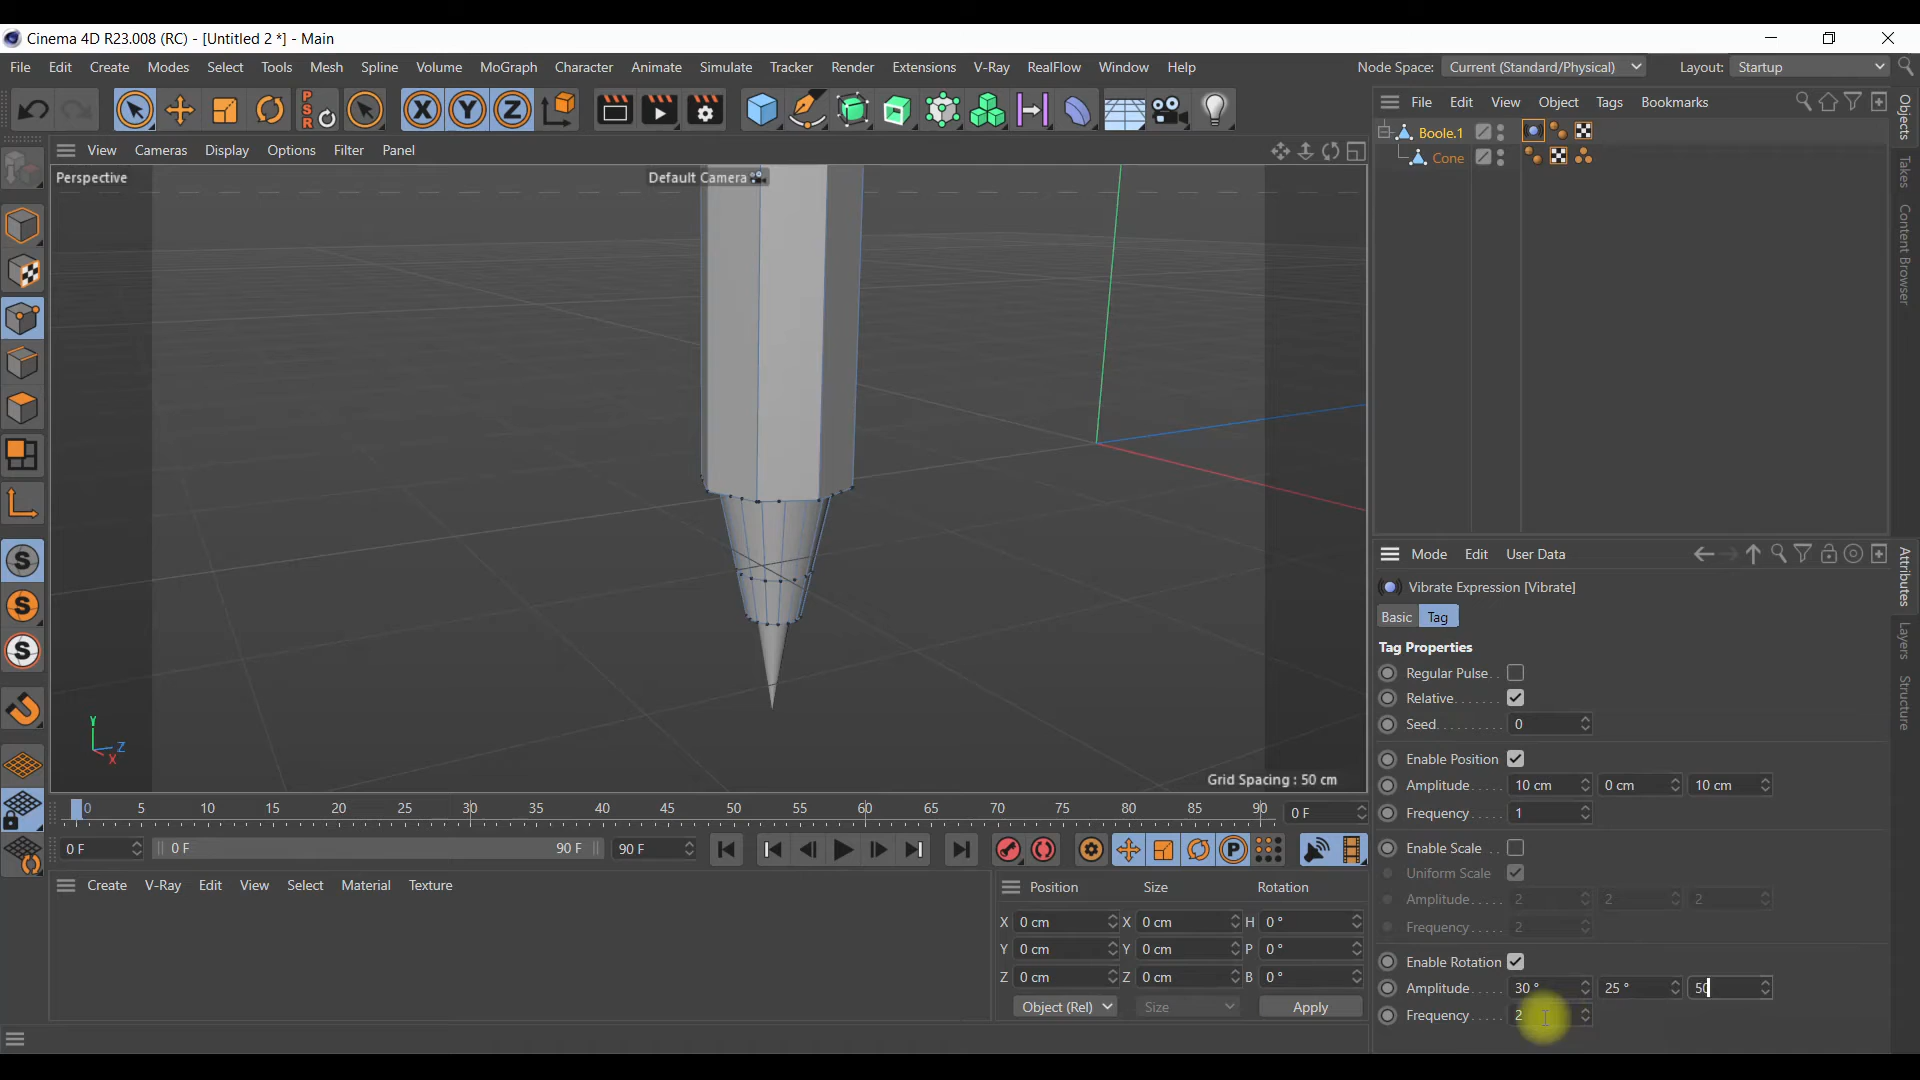 Cinema 4D R23.008 (RC) - [Untitled 2 *] - Main
File Edit Create Modes Select Tools Mesh Spline Volume MoGraph Character Animate Simulate Tracker Render Extensions V-Ray RealFlow Window Help Node Space: Current (Standard/Physical) Layout: Startup
X Y Z
PSR
File Edit View Object Tags Bookmarks
Boole.1
Cone
Objects
Takes
Content Browser
View Cameras Display Options Filter Panel
Perspective
Default Camera
Y
Z
X
Grid Spacing : 50 cm
S
S
S
Mode Edit User Data
Vibrate Expression [Vibrate]
Basic Tag
Tag Properties
Regular Pulse. .
Relative. . . . . . .
Seed. . . . . . . . . . 0
Enable Position
Amplitude. . . . . 10 cm 0 cm 10 cm
Frequency . . . . 1
Enable Scale . .
Uniform Scale
Amplitude. . . . . 2 2 2
Frequency . . . . 2
Enable Rotation
Amplitude. . . . . 30 ° 25 ° 50
Frequency . . . . 2
Attributes
Layers
Structure
0 5 10 15 20 25 30 35 40 45 50 55 60 65 70 75 80 85 90 0 F
0 F 0 F 90 F 90 F
P
Create V-Ray Edit View Select Material Texture
Position Size Rotation
X 0 cm X 0 cm H 0 °
Y 0 cm Y 0 cm P 0 °
Z 0 cm Z 0 cm B 0 °
Object (Rel) Size Apply